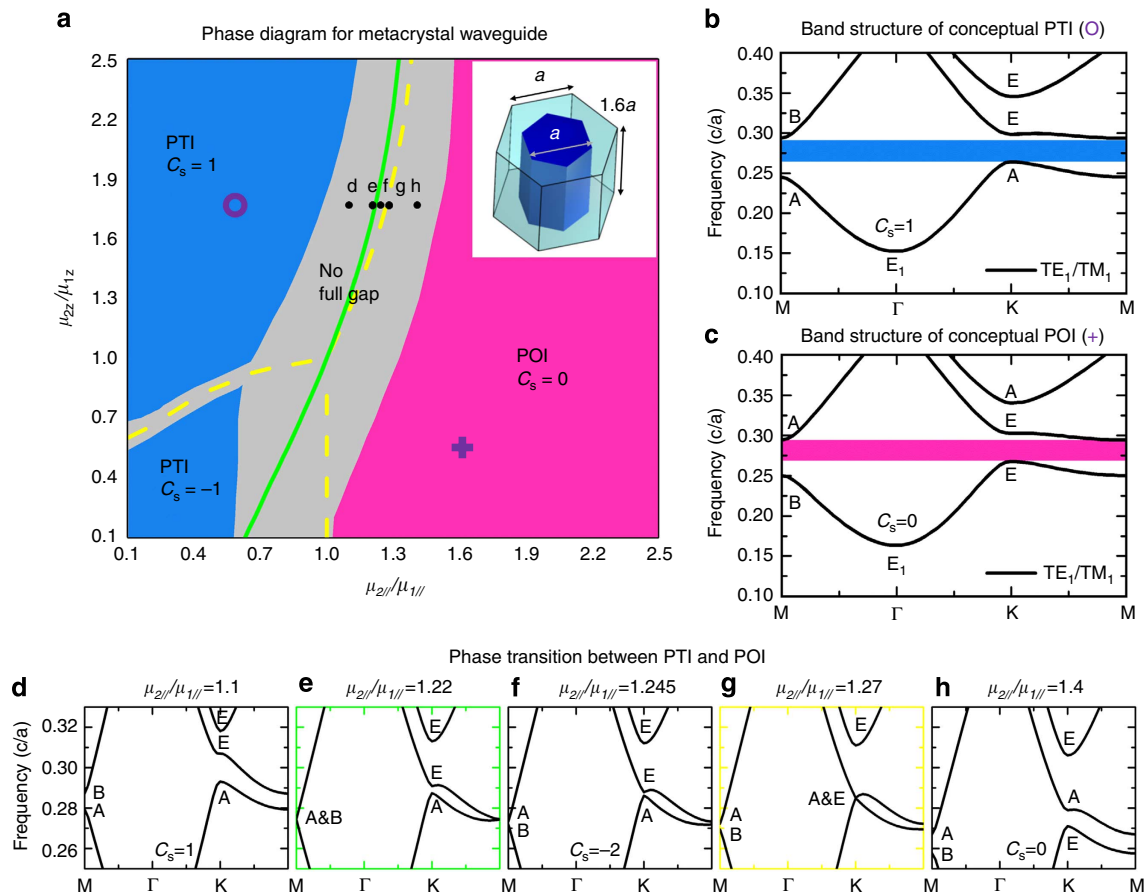 a
Phase diagram for metacrystal waveguide
2.5
2.2
1.9
1.6
1.3
1.0
0.7
0.4
0.1
μ2z/μ1z
0.1 0.4 0.7 1.0 1.3 1.6 1.9 2.2 2.5
μ2///μ1//
PTI
Cs = 1
d e f g h
No
full gap
POI
Cs = 0
PTI
Cs = –1
a
1.6a
a
b
Band structure of conceptual PTI (O)
0.40
0.35
0.30
0.25
0.20
0.15
0.10
Frequency (c/a)
E
B
E
A
A
Cs=1
E1
TE1/TM1
M Γ K M
c
Band structure of conceptual POI (+)
0.40
0.35
0.30
0.25
0.20
0.15
0.10
Frequency (c/a)
A
A
E
E
B
Cs=0
E1
TE1/TM1
M Γ K M
Phase transition between PTI and POI
d
μ2///μ1//=1.1
0.32
0.30
0.28
0.26
Frequency (c/a)
E
E
B
A
A
Cs=1
M Γ K M
e
μ2///μ1//=1.22
E
E
A&B
A
M Γ K M
f
μ2///μ1//=1.245
E
E
A
B
A
Cs=–2
M Γ K M
g
μ2///μ1//=1.27
E
A&E
A
B
M Γ K M
h
μ2///μ1//=1.4
E
A
A
B
E
Cs=0
M Γ K M